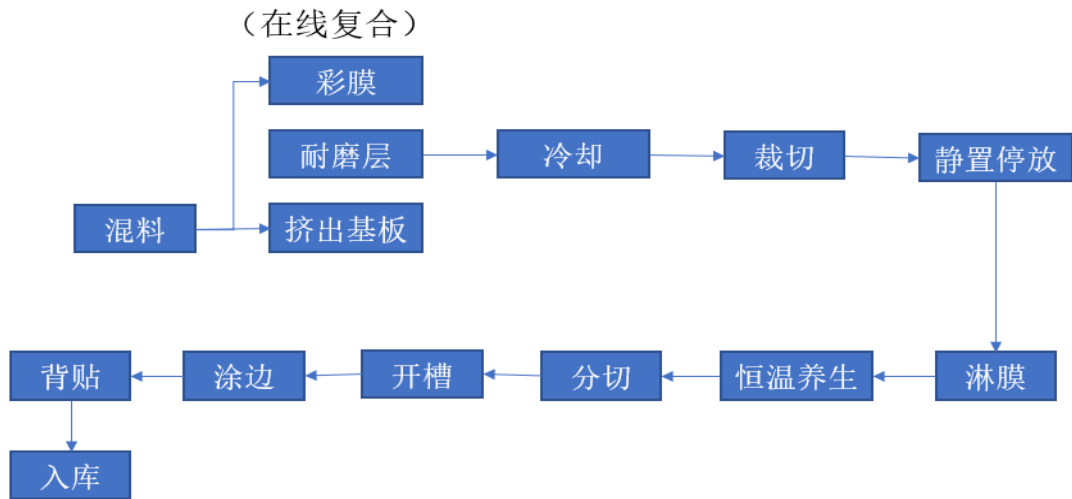 （在线复合）
彩膜
耐磨层
冷却
裁切
静置停放
混料
挤出基板
背贴
涂边
开槽
分切
恒温养生
淋膜
入库